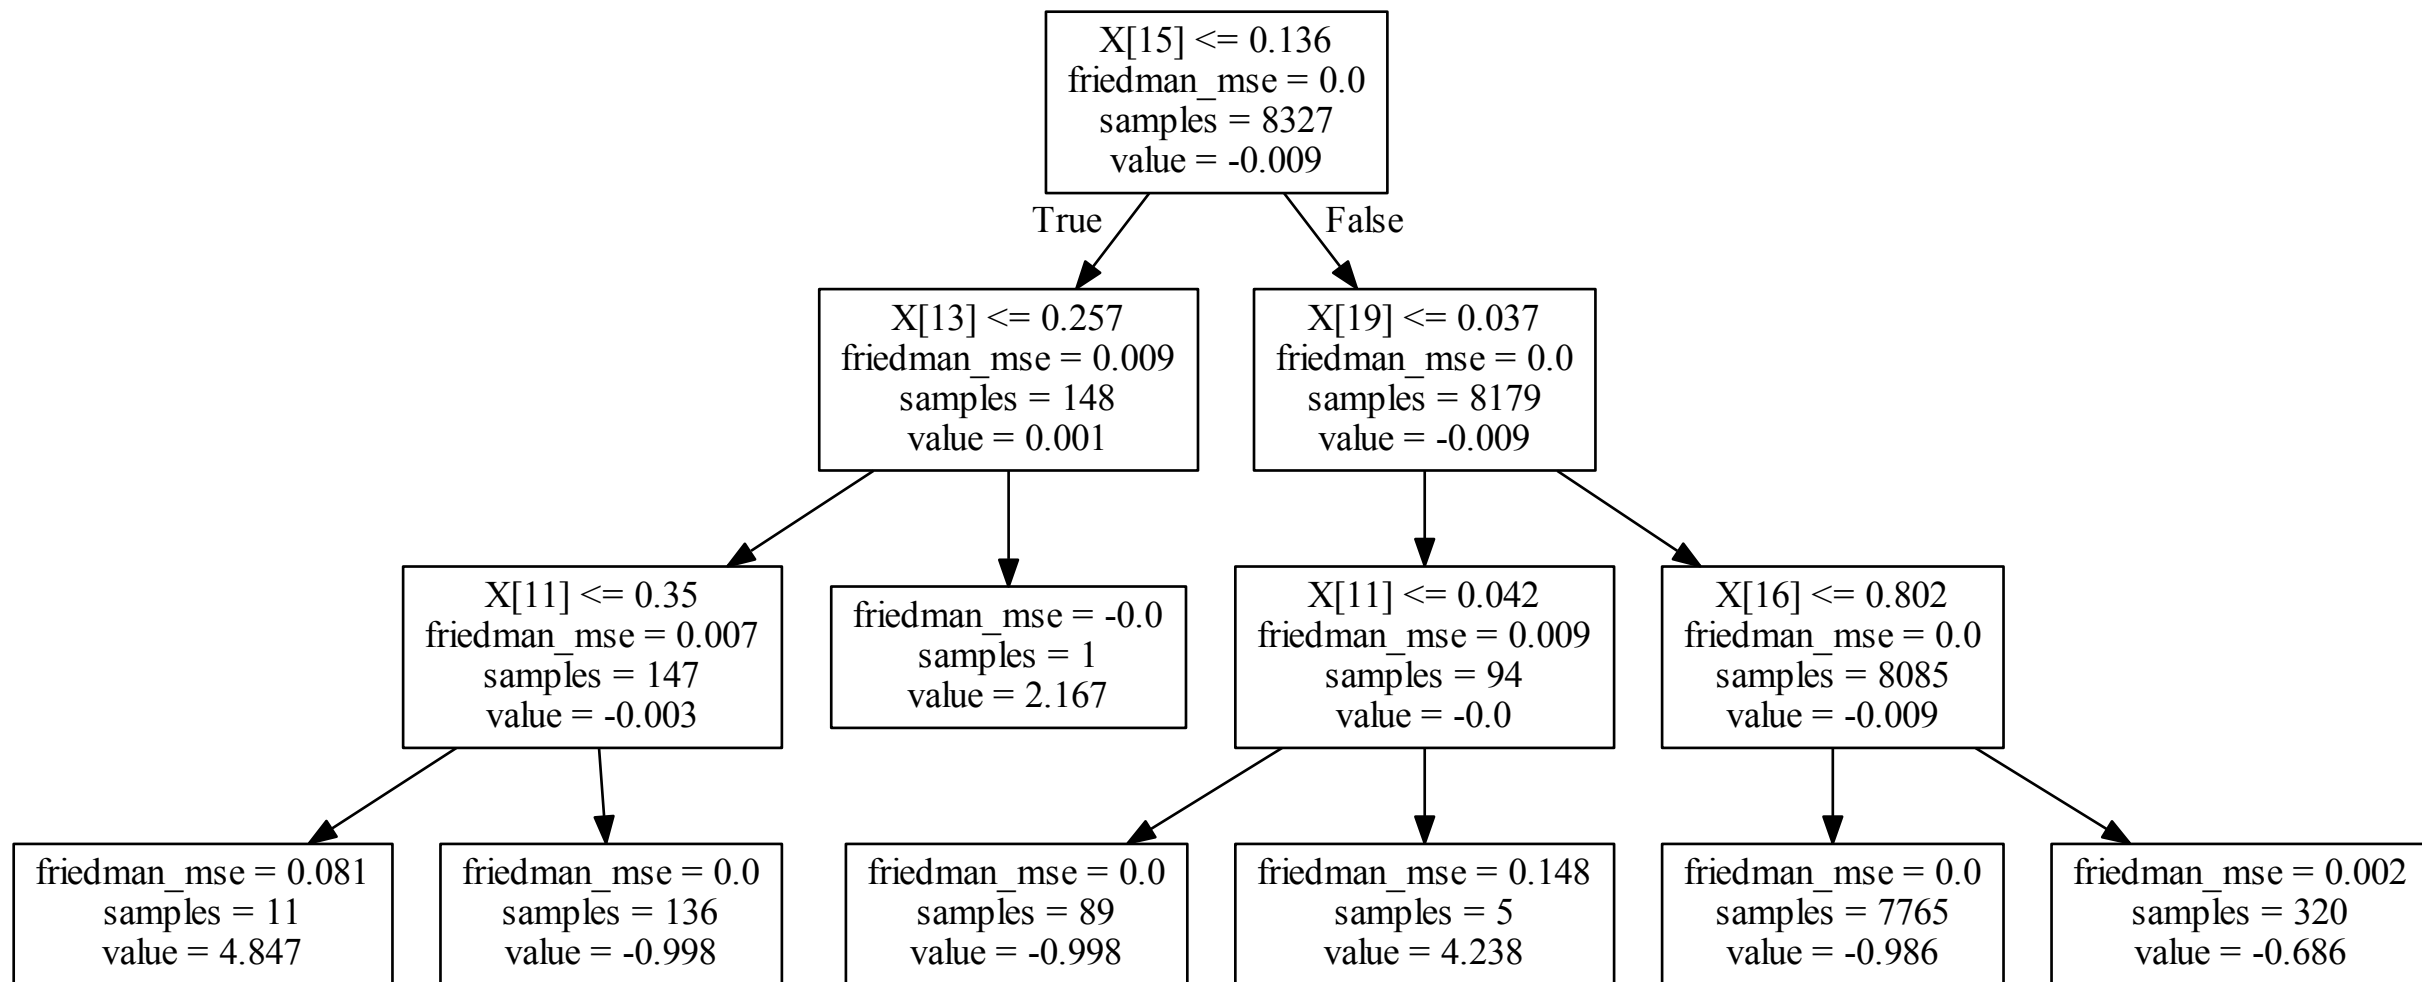 X[15] <= 0.136
friedman_mse = 0.0
samples = 8327
value = -0.009
True
False
X[13] <= 0.257
friedman_mse = 0.009
samples = 148
value = 0.001
X[19] <= 0.037
friedman_mse = 0.0
samples = 8179
value = -0.009
X[11] <= 0.35
friedman_mse = 0.007
samples = 147
value = -0.003
friedman_mse = -0.0
samples = 1
value = 2.167
X[11] <= 0.042
friedman_mse = 0.009
samples = 94
value = -0.0
X[16] <= 0.802
friedman_mse = 0.0
samples = 8085
value = -0.009
friedman_mse = 0.081
samples = 11
value = 4.847
friedman_mse = 0.0
samples = 136
value = -0.998
friedman_mse = 0.0
samples = 89
value = -0.998
friedman_mse = 0.148
samples = 5
value = 4.238
friedman_mse = 0.0
samples = 7765
value = -0.986
friedman_mse = 0.002
samples = 320
value = -0.686